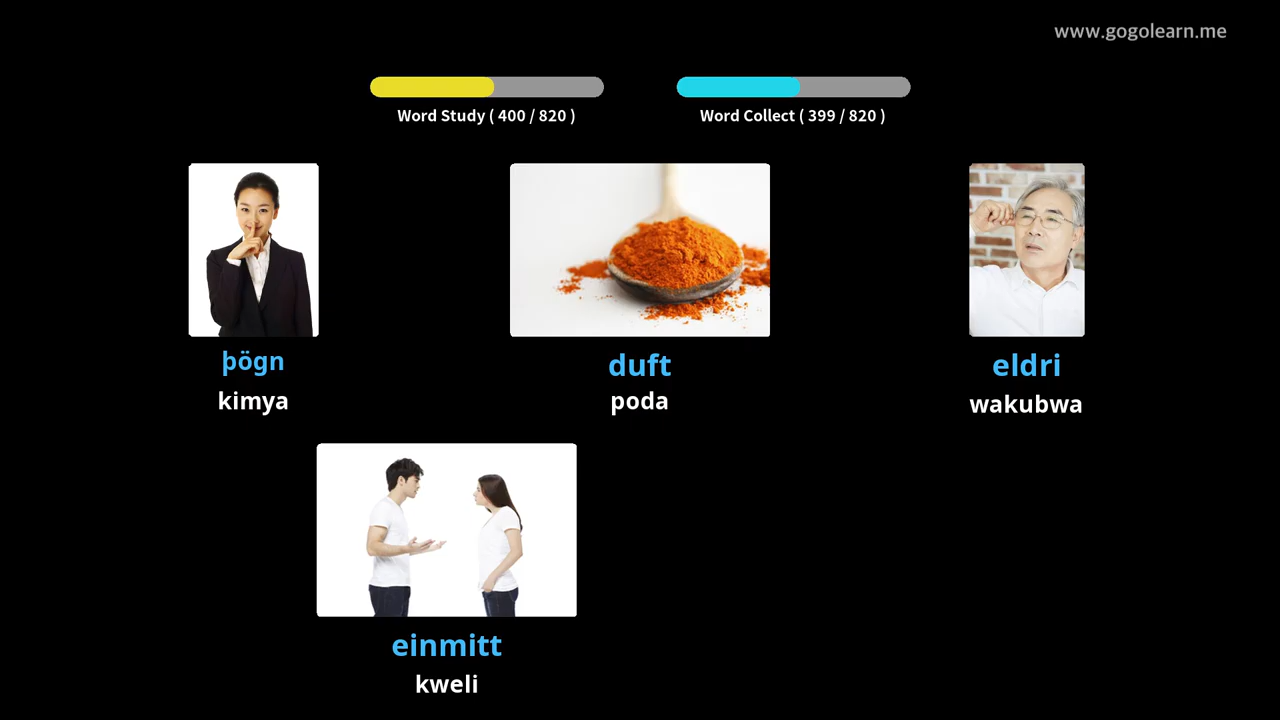 www.gogolearn.me
Word Study ( 400 / 820 )
Word Collect ( 399 / 820 )
þögn
kimya
duft
poda
eldri
wakubwa
einmitt
kweli